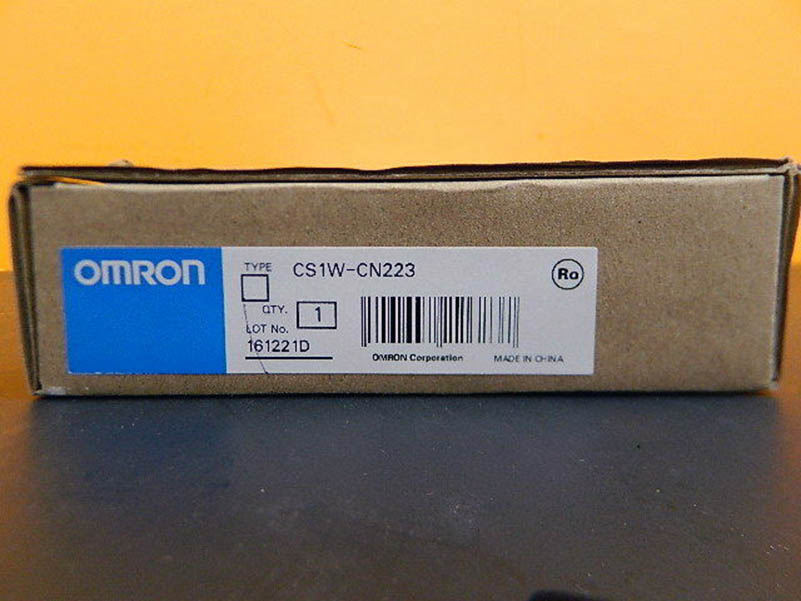 OMRON
TYPE CS1W-CN223
Ro
QTY. 1
LOT No.
161221D
OMRON Corporation MADE IN CHINA